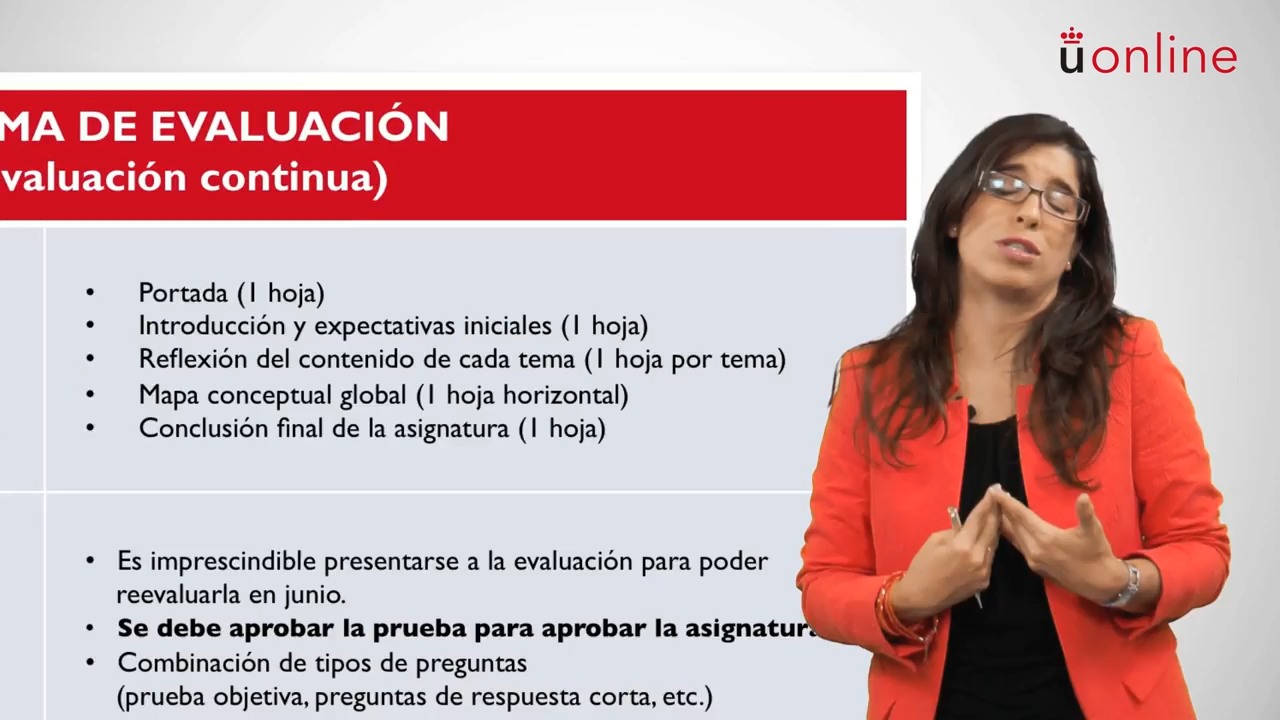 uonline
MA DE EVALUACIÓN
valuación continua)
• Portada (1 hoja)
• Introducción y expectativas iniciales (1 hoja)
• Reflexión del contenido de cada tema (1 hoja por tema)
• Mapa conceptual global (1 hoja horizontal)
• Conclusión final de la asignatura (1 hoja)
• Es imprescindible presentarse a la evaluación para poder
reevaluarla en junio.
• Se debe aprobar la prueba para aprobar la asignatura
• Combinación de tipos de preguntas
(prueba objetiva, preguntas de respuesta corta, etc.)